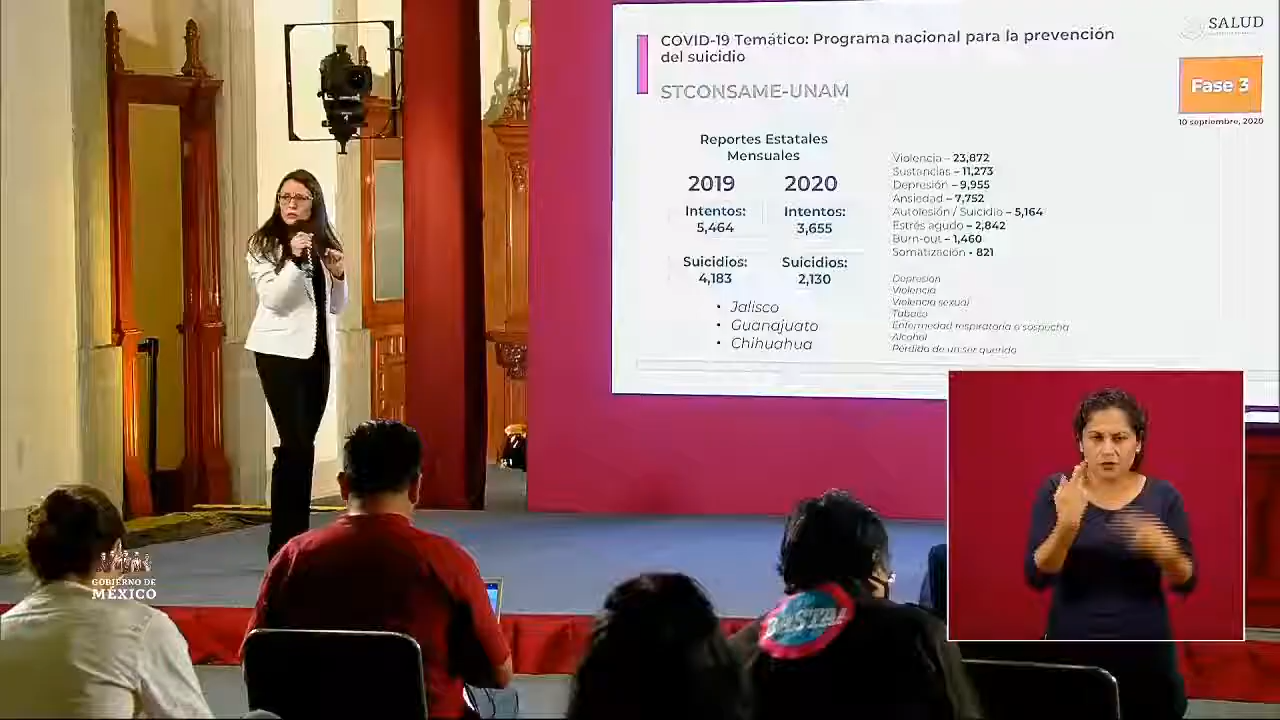 COVID-19 Temático: Programa nacional para la prevención
del suicidio
STCONSAME-UNAM
SALUD
Fase 3
10 septiembre, 2020
Reportes Estatales
Mensuales
2019
2020
Intentos:
5,464
Intentos:
3,655
Suicidios:
4,183
Suicidios:
2,130
• Jalisco
• Guanajuato
• Chihuahua
Violencia – 23,872
Sustancias – 11,273
Depresión – 9,955
Ansiedad – 7,752
Autolesión / Suicidio – 5,164
Estrés agudo – 2,842
Burn-out – 1,460
Somatización - 821
Depresión
Violencia
Violencia sexual
Tabaco
Enfermedad respiratoria o sospecha
Alcohol
Pérdida de un ser querido
GOBIERNO DE
MÉXICO
BASTA!